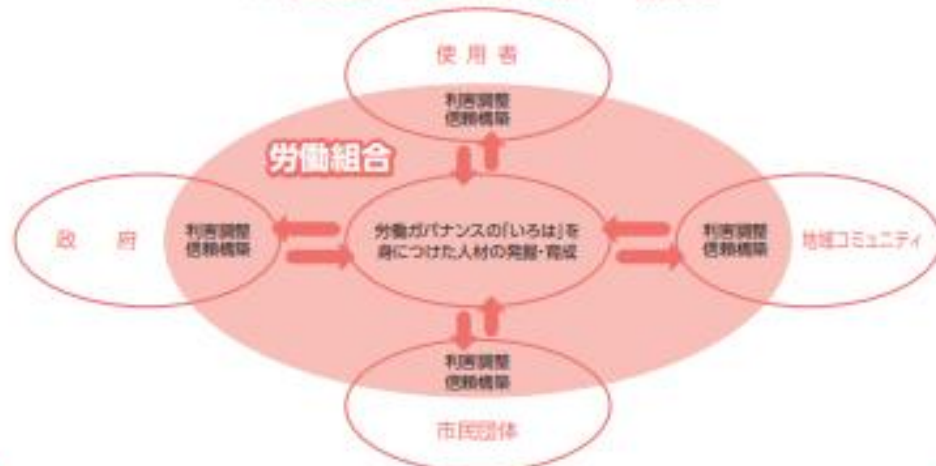 使用者
利害調整
信頼構築
労働組合
政府
利害調整
信頼構築
労働ガバナンスの「いろは」を
身につけた人材の発掘・育成
利害調整
信頼構築
地域コミュニティ
利害調整
信頼構築
市民団体